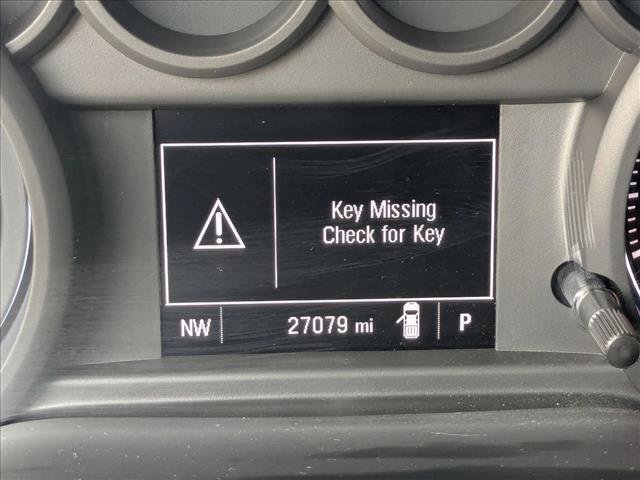 Key Missing
Check for Key
NW 27079 mi P